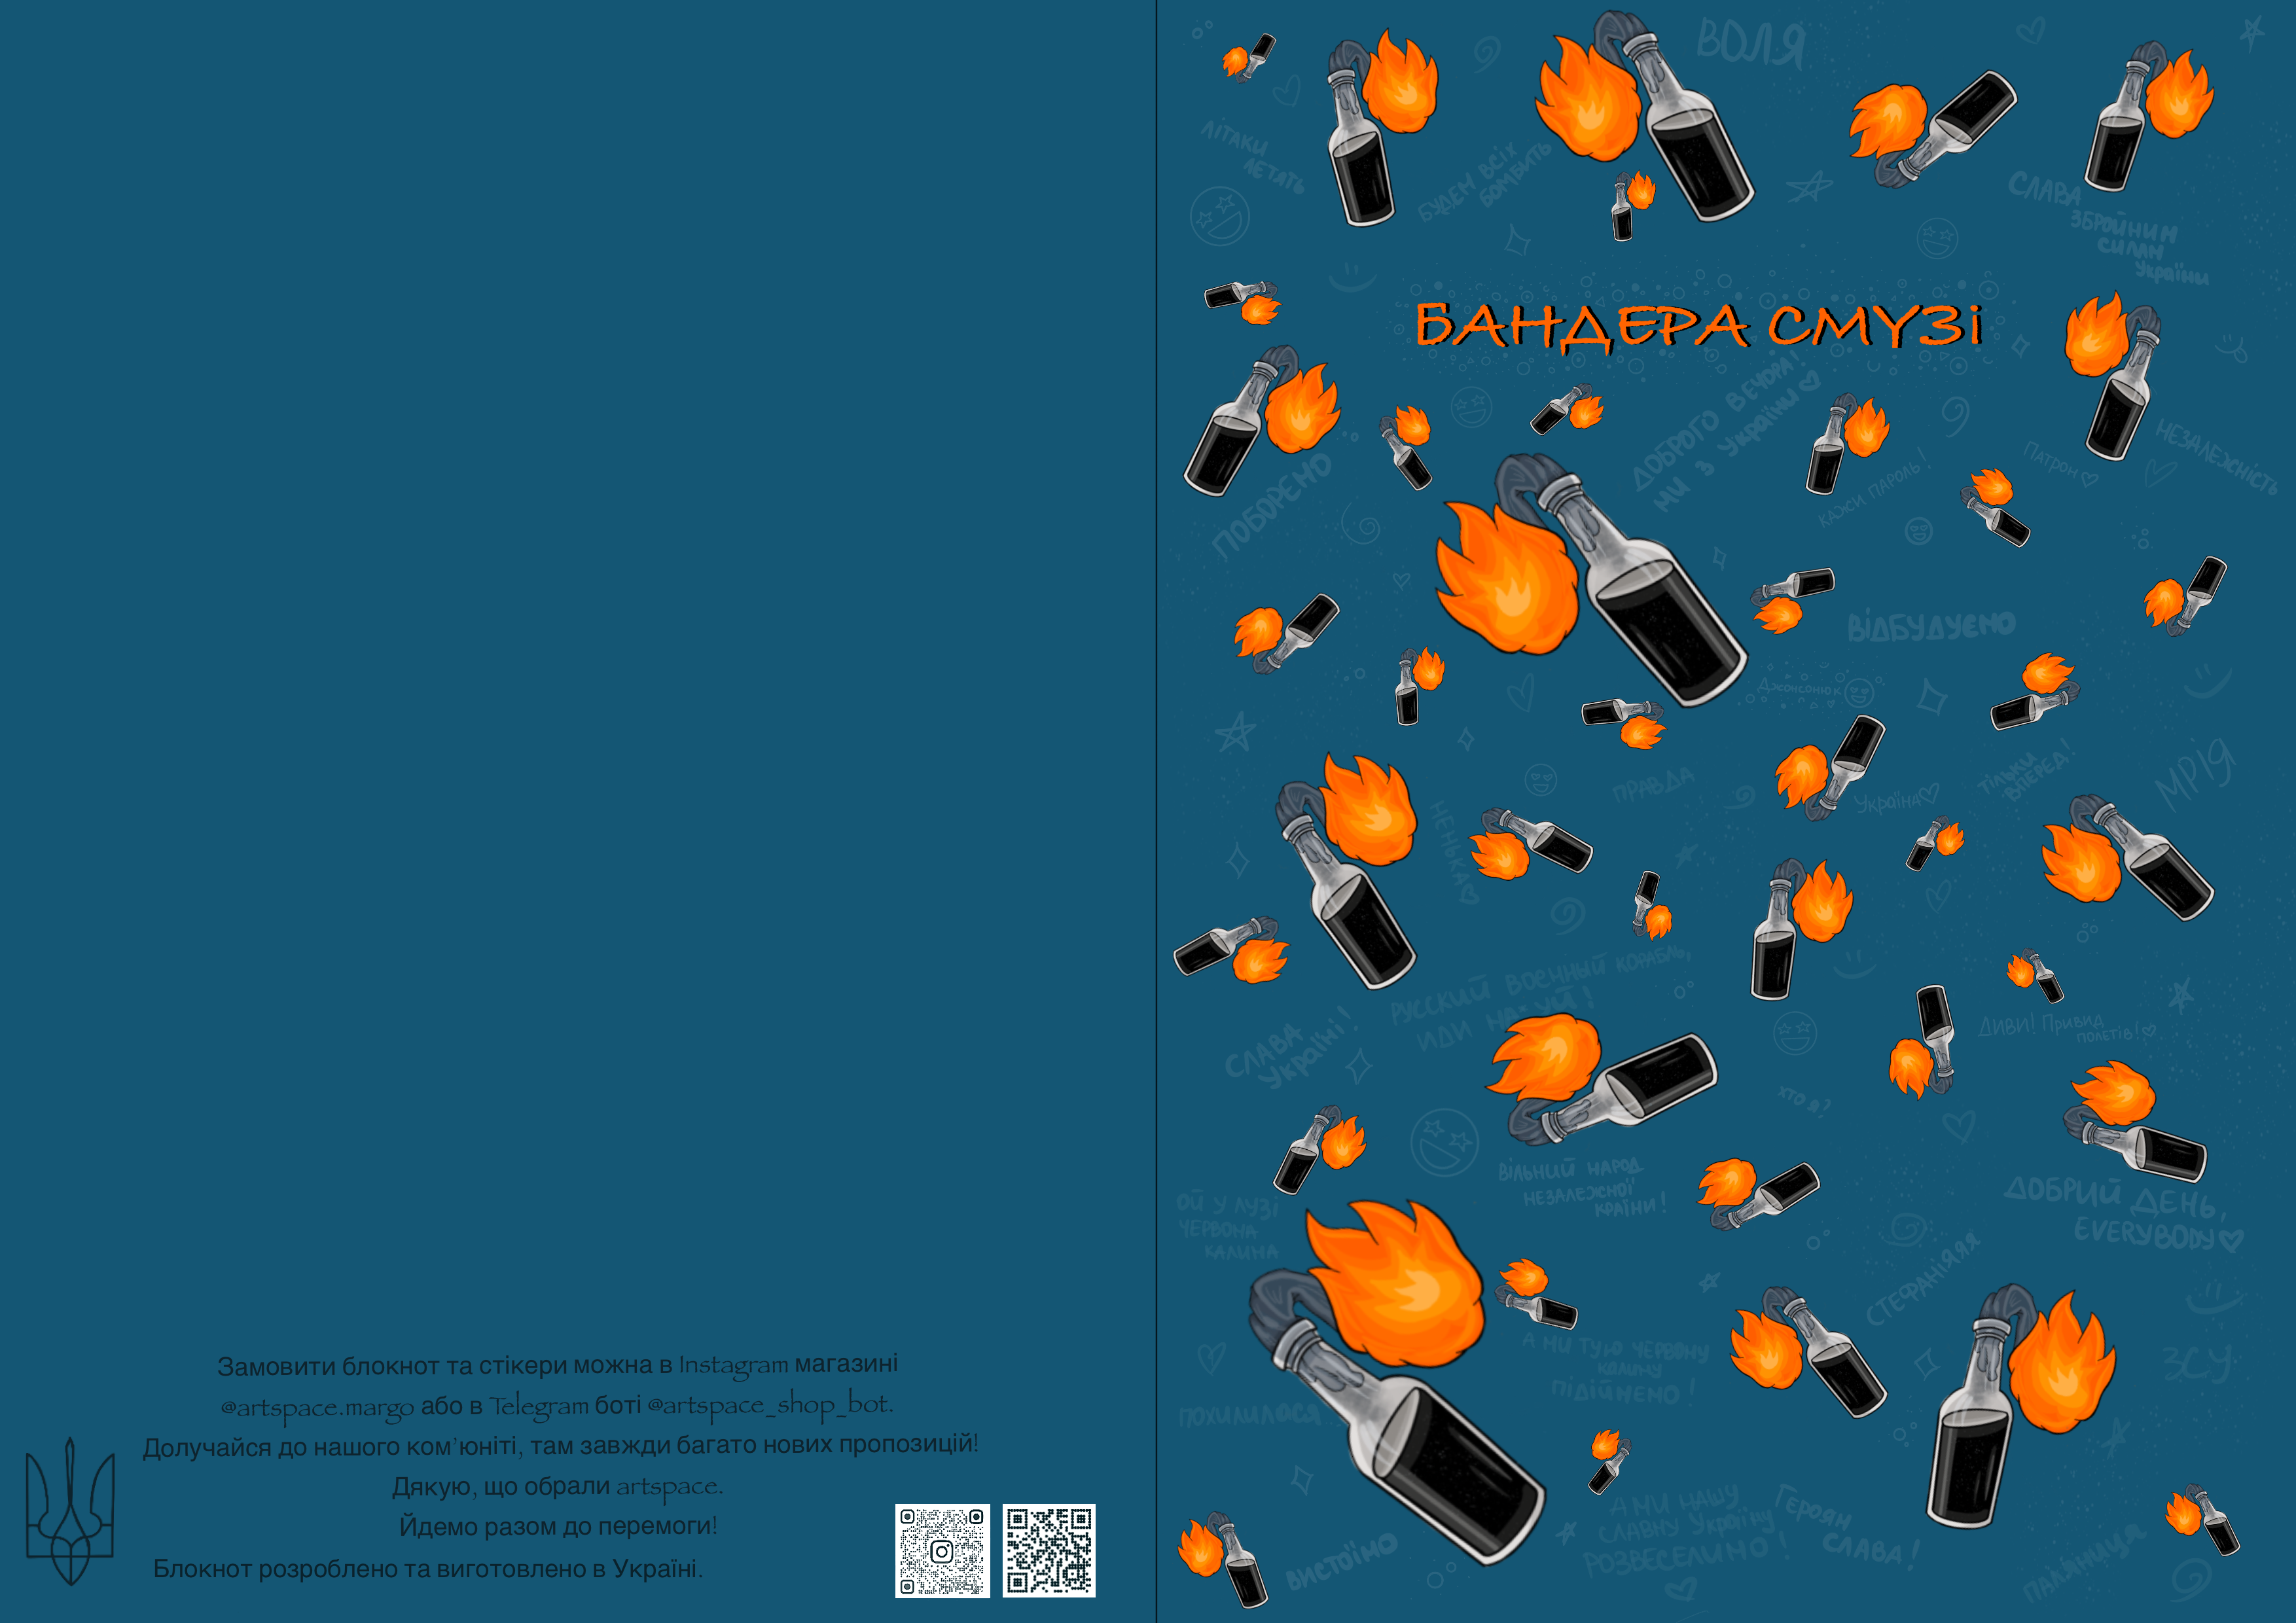 Замовити блокнот та стікери можна в Instagram магазині
@artspace.margo або в Telegram боті @artspace_shop_bot.
Долучайся до нашого ком'юніті, там завжди багато нових пропозицій!
Дякую, що обрали artspace.
Йдемо разом до перемоги!
Блокнот розроблено та виготовлено в Україні.
ВОЛЯ
ЛІТАКИ
ЛЕТАТЬ
БУДЕМ ВСІХ
БОМБИТЬ
СЛАВА
ЗБРОЙНИМ
СИЛАМ
України
БАНДЕРА СМУЗІ
ДОБРОГО ВЕЧОРА!
МИ З України
ПОБОРЕМО
КАЖИ ПАРОЛЬ!
Патрон
НЕЗАЛЕЖНІСТЬ
ВІДБУДУЄМО
Джонсонюк
ПРАВДА
Україна
ТІЛЬКИ
ВПЕРЕД!
МРІЯ
НЕНЬКА
РУССКИЙ ВОЕННЫЙ КОРАБЛЬ,
ИДИ НА*УЙ!
СЛАВА
Україні!
ДИВИ! Привид
ПОЛЕТІВ!
ХТО Я?
ВІЛЬНИЙ НАРОД
НЕЗАЛЕЖНОЇ
КРАЇНИ!
ОЙ У ЛУЗІ
ЧЕРВОНА
КАЛИНА
ДОБРИЙ ДЕНЬ,
EVERYBODY
СТЕФАНІЯЯЯ
А МИ ТУЮ ЧЕРВОНУ
КАЛИНУ
ПІДІЙМЕМО!
ЗСУ
ПОХИЛИЛАСЯ
А МИ НАШУ
СЛАВНУ Україну
РОЗВЕСЕЛИМО!
Героям
СЛАВА!
ВИСТОЇМО
ПАЛЯНИЦЯ